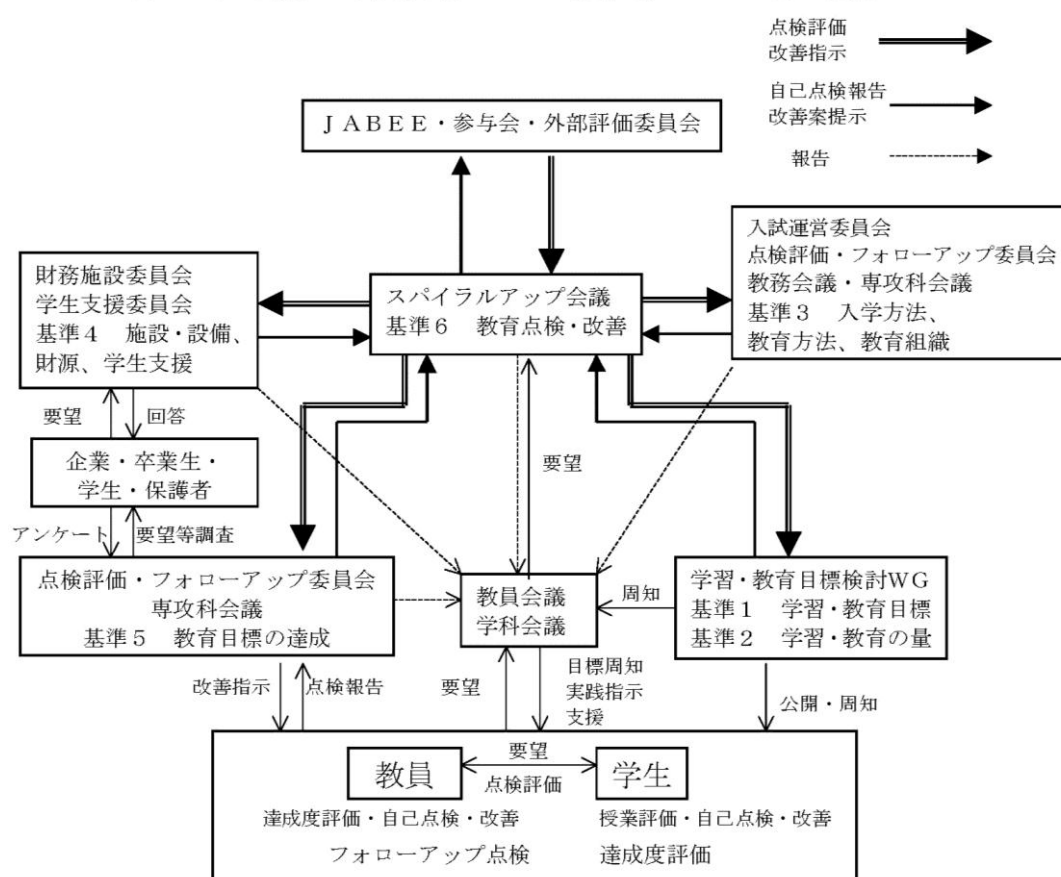 点検評価
改善指示
自己点検報告
改善案提示
報告
ＪＡＢＥＥ・参与会・外部評価委員会
入試運営委員会
点検評価・フォローアップ委員会
教務会議・専攻科会議
基準３　入学方法、
教育方法、教育組織
財務施設委員会
学生支援委員会
基準４　施設・設備、
財源、学生支援
スパイラルアップ会議
基準６　教育点検・改善
要望
回答
企業・卒業生・
学生・保護者
要望
アンケート
要望等調査
点検評価・フォローアップ委員会
専攻科会議
基準５　教育目標の達成
教員会議
学科会議
周知
学習・教育目標検討ＷＧ
基準１　学習・教育目標
基準２　学習・教育の量
改善指示
点検報告
要望
目標周知
実践指示
支援
公開・周知
教員
要望
点検評価
学生
達成度評価・自己点検・改善
授業評価・自己点検・改善
フォローアップ点検
達成度評価